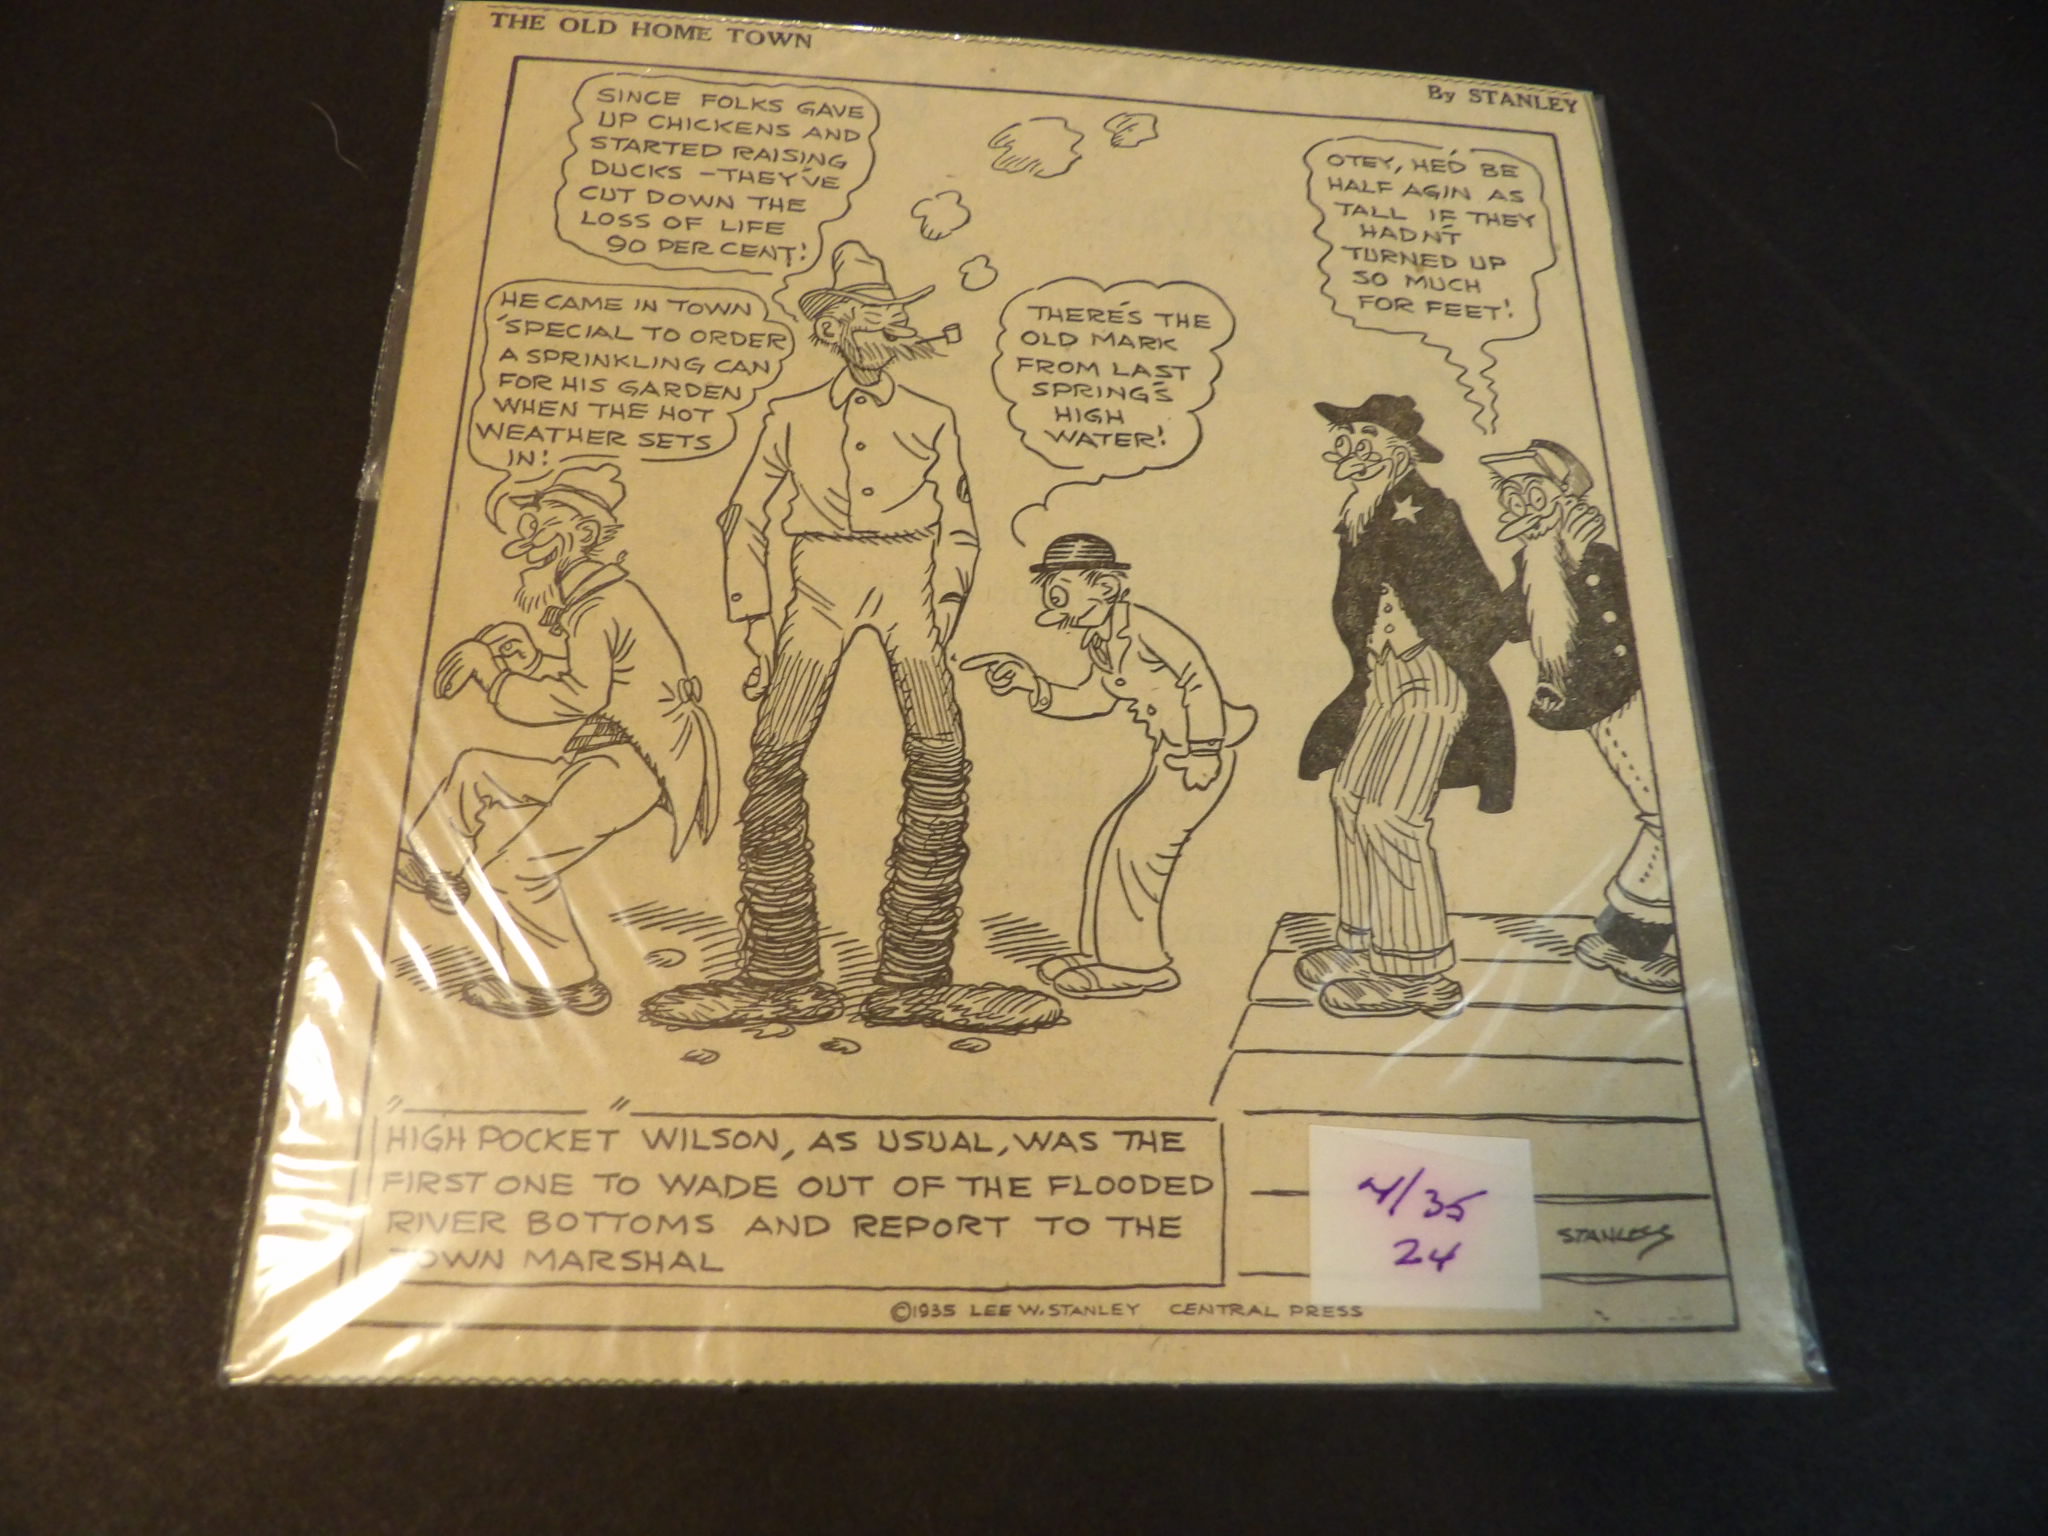 THE OLD HOME TOWN
By STANLEY
SINCE FOLKS GAVE
UP CHICKENS AND
STARTED RAISING
DUCKS - THEY'VE
CUT DOWN THE
LOSS OF LIFE
90 PER CENT!
HE CAME IN TOWN
'SPECIAL TO ORDER
A SPRINKLING CAN
FOR HIS GARDEN
WHEN THE HOT
WEATHER SETS
IN!
THERE'S THE
OLD MARK
FROM LAST
SPRING'S
HIGH
WATER!
OTEY, HE'D BE
HALF AGIN AS
TALL IF THEY
HADN'T
TURNED UP
SO MUCH
FOR FEET!
"HIGH POCKET" WILSON, AS USUAL, WAS THE
FIRST ONE TO WADE OUT OF THE FLOODED
RIVER BOTTOMS AND REPORT TO THE
TOWN MARSHAL
4/35
24
STANLEY
©1935 LEE W. STANLEY CENTRAL PRESS